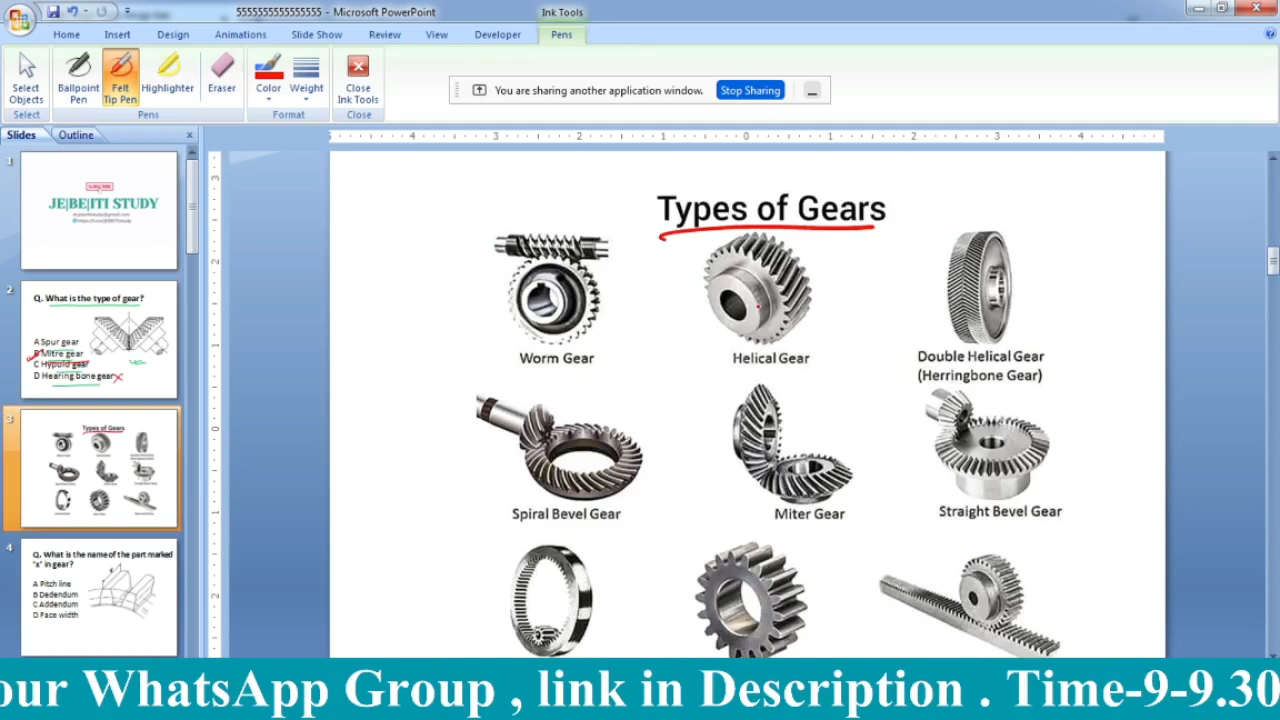 5555555555555555 - Microsoft PowerPoint
Ink Tools
Home Insert Design Animations Slide Show Review View Developer Pens
Select Objects
Ballpoint Pen
Felt Tip Pen
Highlighter
Eraser
Color
Weight
Close Ink Tools
Select Pens Format Close
You are sharing another application window. Stop Sharing
Slides Outline
1
JE|BE|ITI STUDY
2
Q. What is the type of gear?
A Spur gear
B Mitre gear
C Hypoid gear
D Hearing bone gear
3
Types of Gears
4
Q. What is the name of the part marked
'x' in gear?
A Pitch line
B Dedendum
C Addendum
D Face width
Types of Gears
Worm Gear
Helical Gear
Double Helical Gear
(Herringbone Gear)
Spiral Bevel Gear
Miter Gear
Straight Bevel Gear
our WhatsApp Group , link in Description . Time-9-9.30